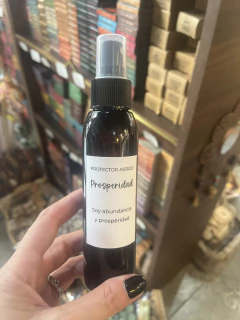 PROTECTOR AURICO
Prosperidad
Soy abundancia
y prosperidad